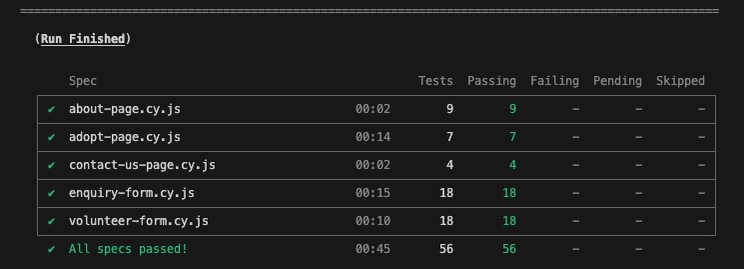 (Run Finished)
Spec Tests Passing Failing Pending Skipped
✔ about-page.cy.js 00:02 9 9 - - -
✔ adopt-page.cy.js 00:14 7 7 - - -
✔ contact-us-page.cy.js 00:02 4 4 - - -
✔ enquiry-form.cy.js 00:15 18 18 - - -
✔ volunteer-form.cy.js 00:10 18 18 - - -
✔ All specs passed! 00:45 56 56 - - -